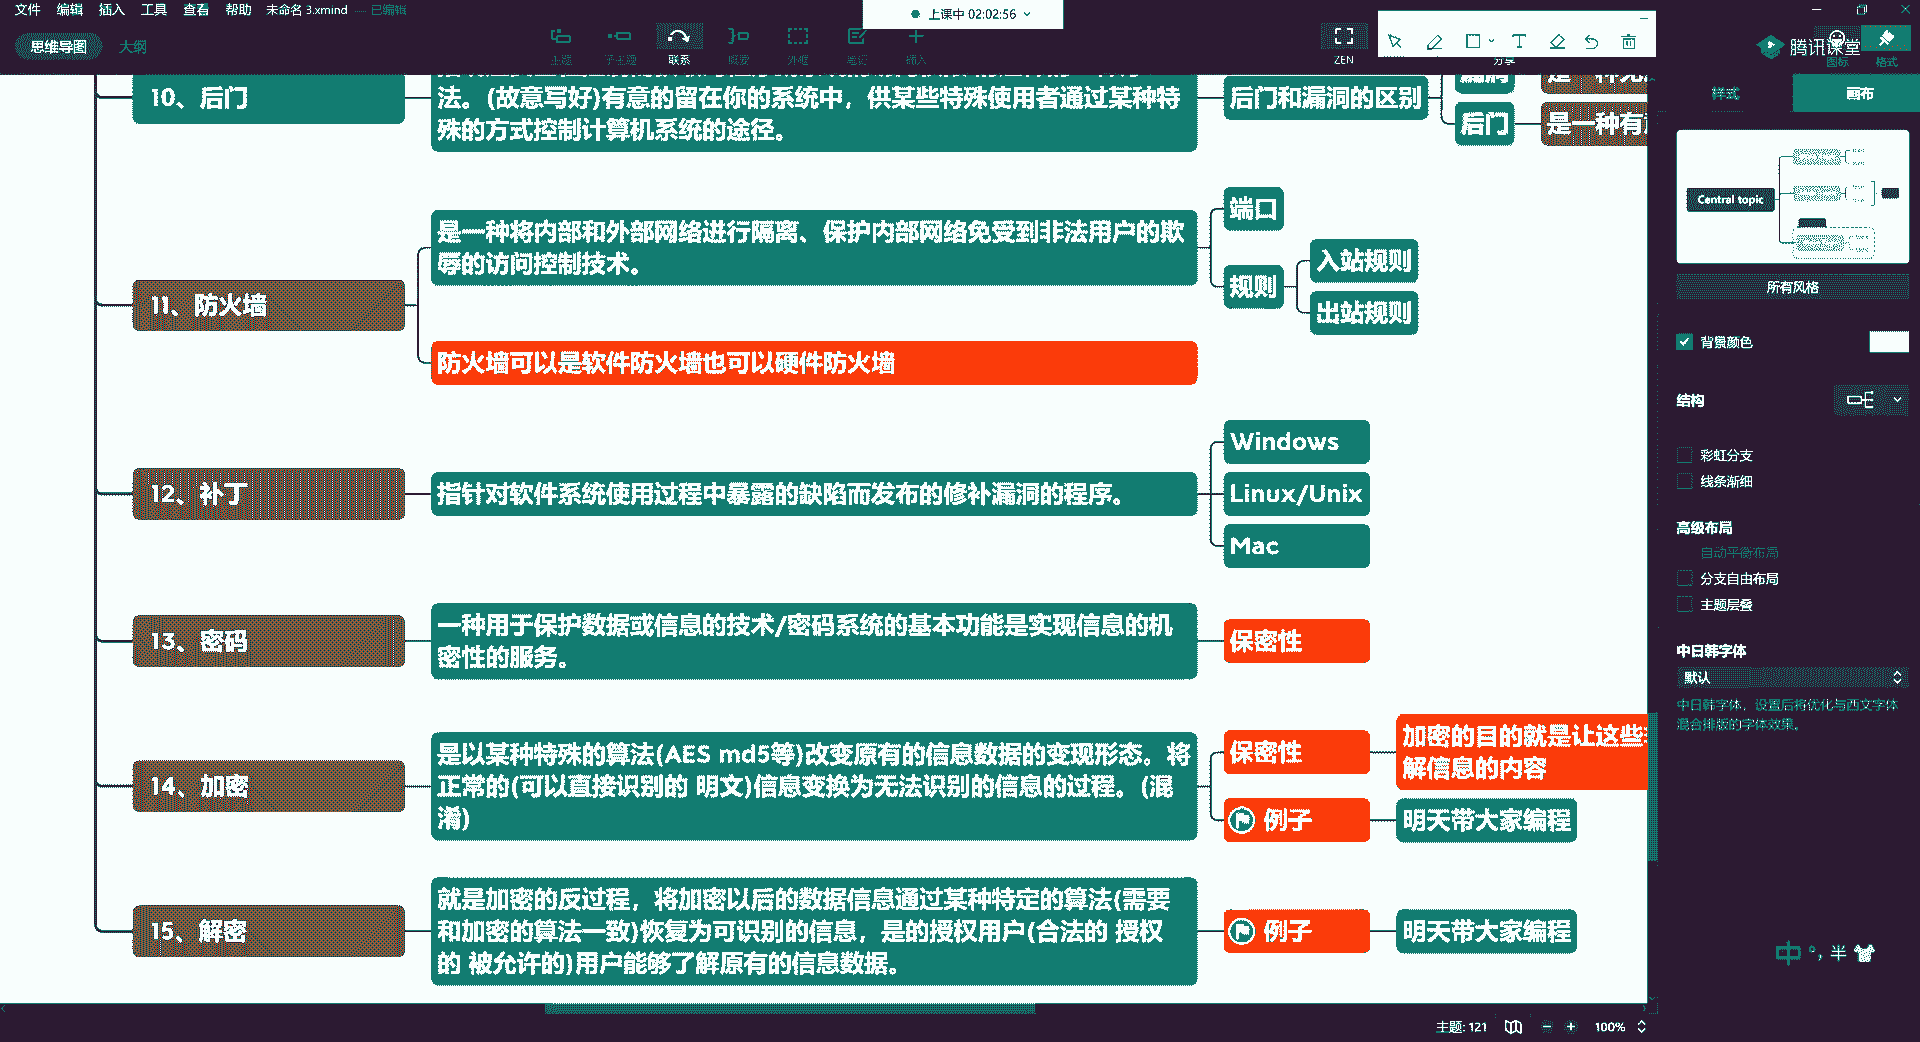 文件 编辑 插入 工具 查看 帮助 未命名 3.xmind — 已编辑
上课中 02:02:56
思维导图 大纲
主题 子主题 联系 概要 外框 笔记 插入
ZEN 分享
腾讯课堂
图标 格式
10、后门
法。(故意写好)有意的留在你的系统中，供某些特殊使用者通过某种特
殊的方式控制计算机系统的途径。
后门和漏洞的区别
漏洞
后门
是一种有
11、防火墙
是一种将内部和外部网络进行隔离、保护内部网络免受到非法用户的欺
辱的访问控制技术。
端口
规则
入站规则
出站规则
防火墙可以是软件防火墙也可以硬件防火墙
12、补丁
指针对软件系统使用过程中暴露的缺陷而发布的修补漏洞的程序。
Windows
Linux/Unix
Mac
13、密码
一种用于保护数据或信息的技术/密码系统的基本功能是实现信息的机
密性的服务。
保密性
14、加密
是以某种特殊的算法(AES md5等)改变原有的信息数据的变现形态。将
正常的(可以直接识别的 明文)信息变换为无法识别的信息的过程。(混
淆)
保密性
加密的目的就是让这些
解信息的内容
例子
明天带大家编程
15、解密
就是加密的反过程，将加密以后的数据信息通过某种特定的算法(需要
和加密的算法一致)恢复为可识别的信息，是的授权用户(合法的 授权
的 被允许的)用户能够了解原有的信息数据。
例子
明天带大家编程
样式 画布
Central topic
所有风格
背景颜色
结构
彩虹分支
线条渐细
高级布局
自动平衡布局
分支自由布局
主题层叠
中日韩字体
默认
中日韩字体，设置后将优化与西文字体
混合排版的字体效果。
中 °, 半
主题: 121
100%